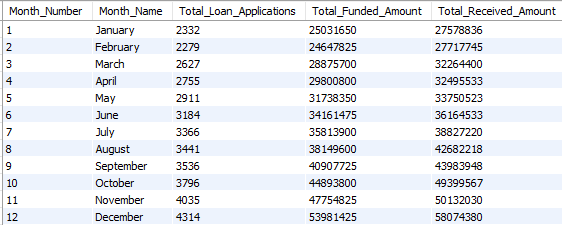 Month_Number Month_Name Total_Loan_Applications Total_Funded_Amount Total_Received_Amount
1 January 2332 25031650 27578836
2 February 2279 24647825 27717745
3 March 2627 28875700 32264400
4 April 2755 29800800 32495533
5 May 2911 31738350 33750523
6 June 3184 34161475 36164533
7 July 3366 35813900 38827220
8 August 3441 38149600 42682218
9 September 3536 40907725 43983948
10 October 3796 44893800 49399567
11 November 4035 47754825 50132030
12 December 4314 53981425 58074380